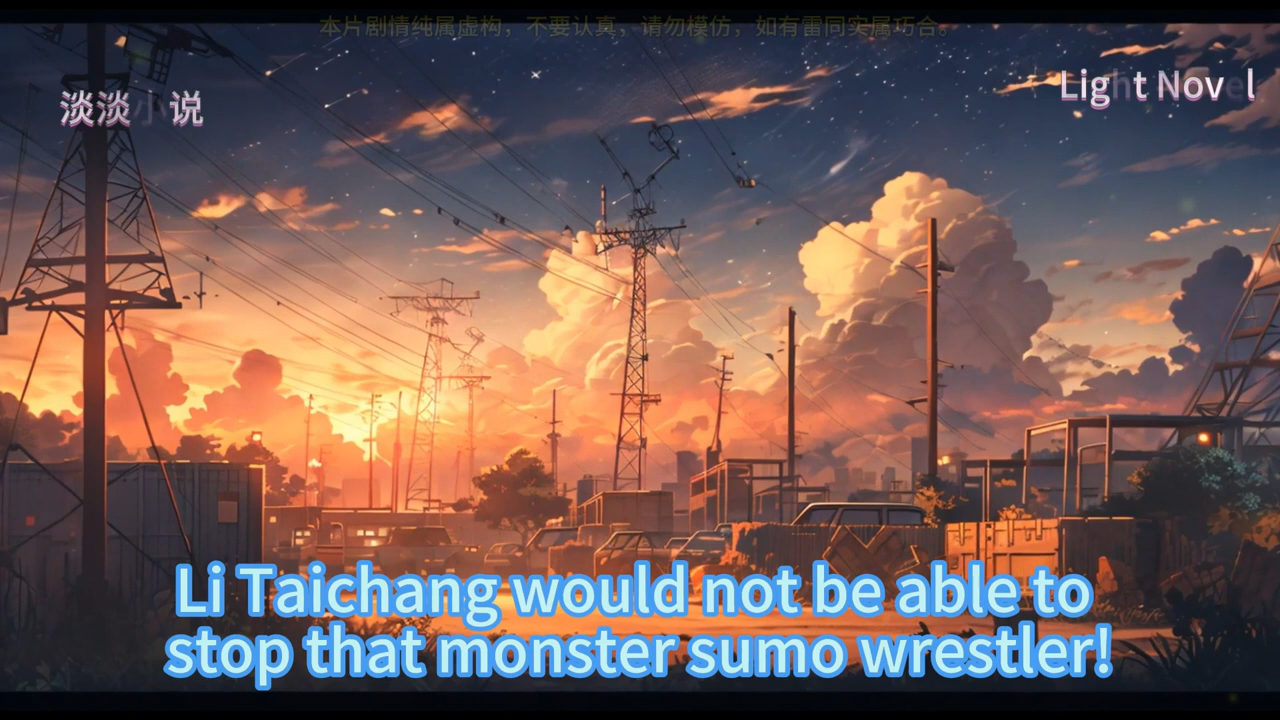 本片剧情纯属虚构，不要认真，请勿模仿，如有雷同实属巧合。
淡淡小说
Light Novel
Li Taichang would not be able to
stop that monster sumo wrestler!